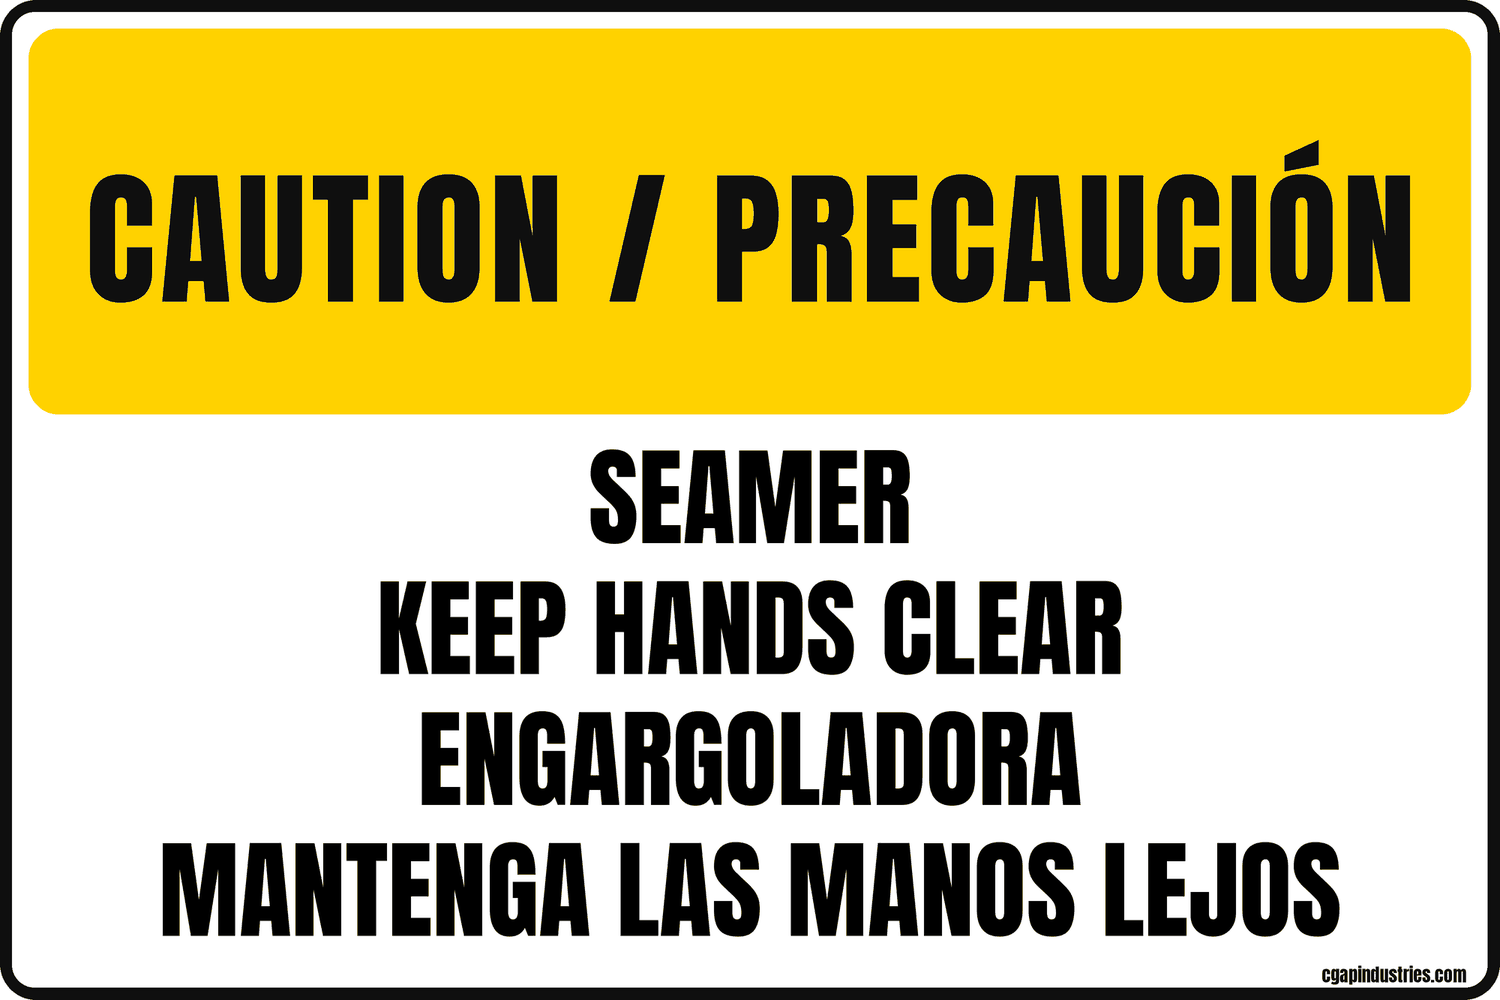 CAUTION / PRECAUCIÓN
SEAMER
KEEP HANDS CLEAR
ENGARGOLADORA
MANTENGA LAS MANOS LEJOS
cgapindustries.com